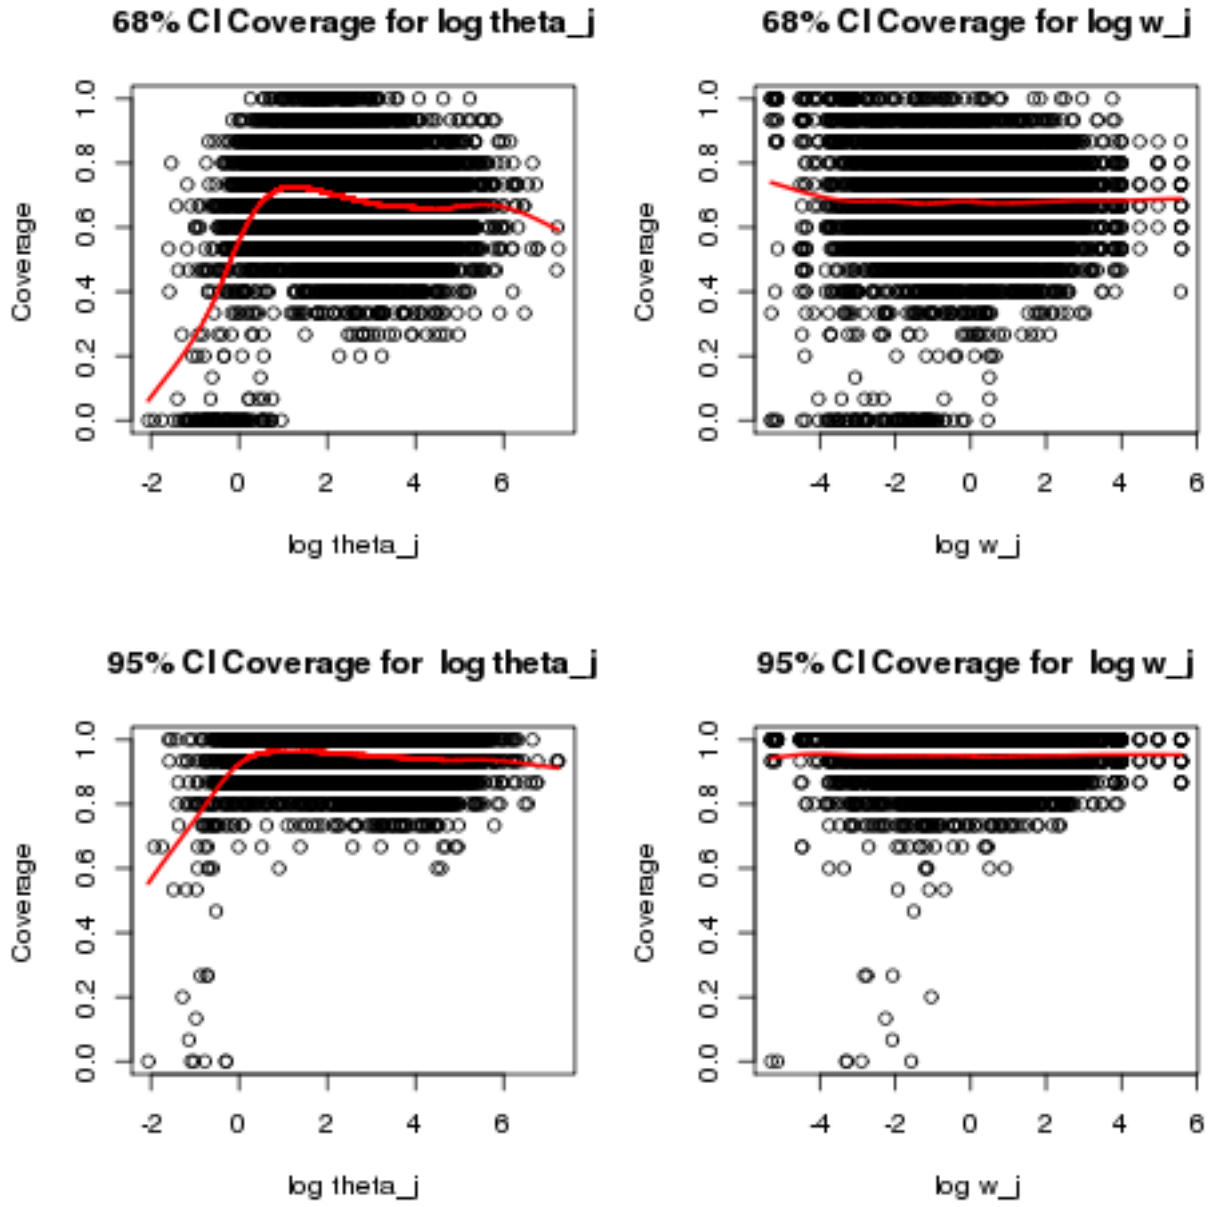 68% CI Coverage for log theta_j
Coverage
1.0
0.8
0.6
0.4
0.2
0.0
-2 0 2 4 6
log theta_j
68% CI Coverage for log w_j
Coverage
1.0
0.8
0.6
0.4
0.2
0.0
-4 -2 0 2 4 6
log w_j
95% CI Coverage for  log theta_j
Coverage
1.0
0.8
0.6
0.4
0.2
0.0
-2 0 2 4 6
log theta_j
95% CI Coverage for  log w_j
Coverage
1.0
0.8
0.6
0.4
0.2
0.0
-4 -2 0 2 4 6
log w_j